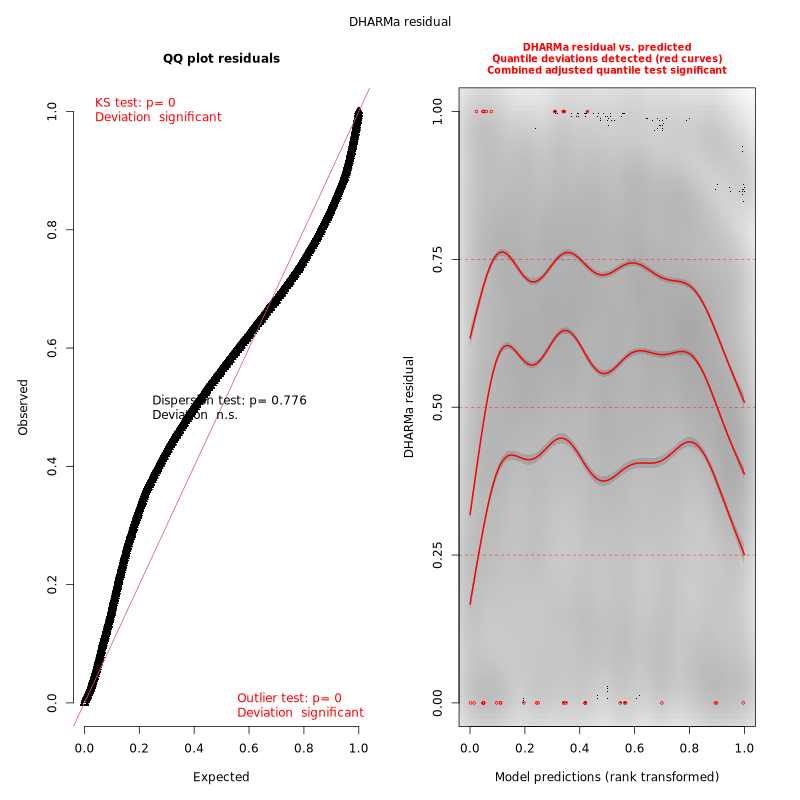 DHARMa residual
QQ plot residuals
KS test: p= 0
Deviation  significant
Dispersion test: p= 0.776
Deviation  n.s.
Outlier test: p= 0
Deviation  significant
Observed
0.0
0.2
0.4
0.6
0.8
1.0
0.0 0.2 0.4 0.6 0.8 1.0
Expected
DHARMa residual vs. predicted
Quantile deviations detected (red curves)
Combined adjusted quantile test significant
DHARMa residual
0.00
0.25
0.50
0.75
1.00
0.0 0.2 0.4 0.6 0.8 1.0
Model predictions (rank transformed)